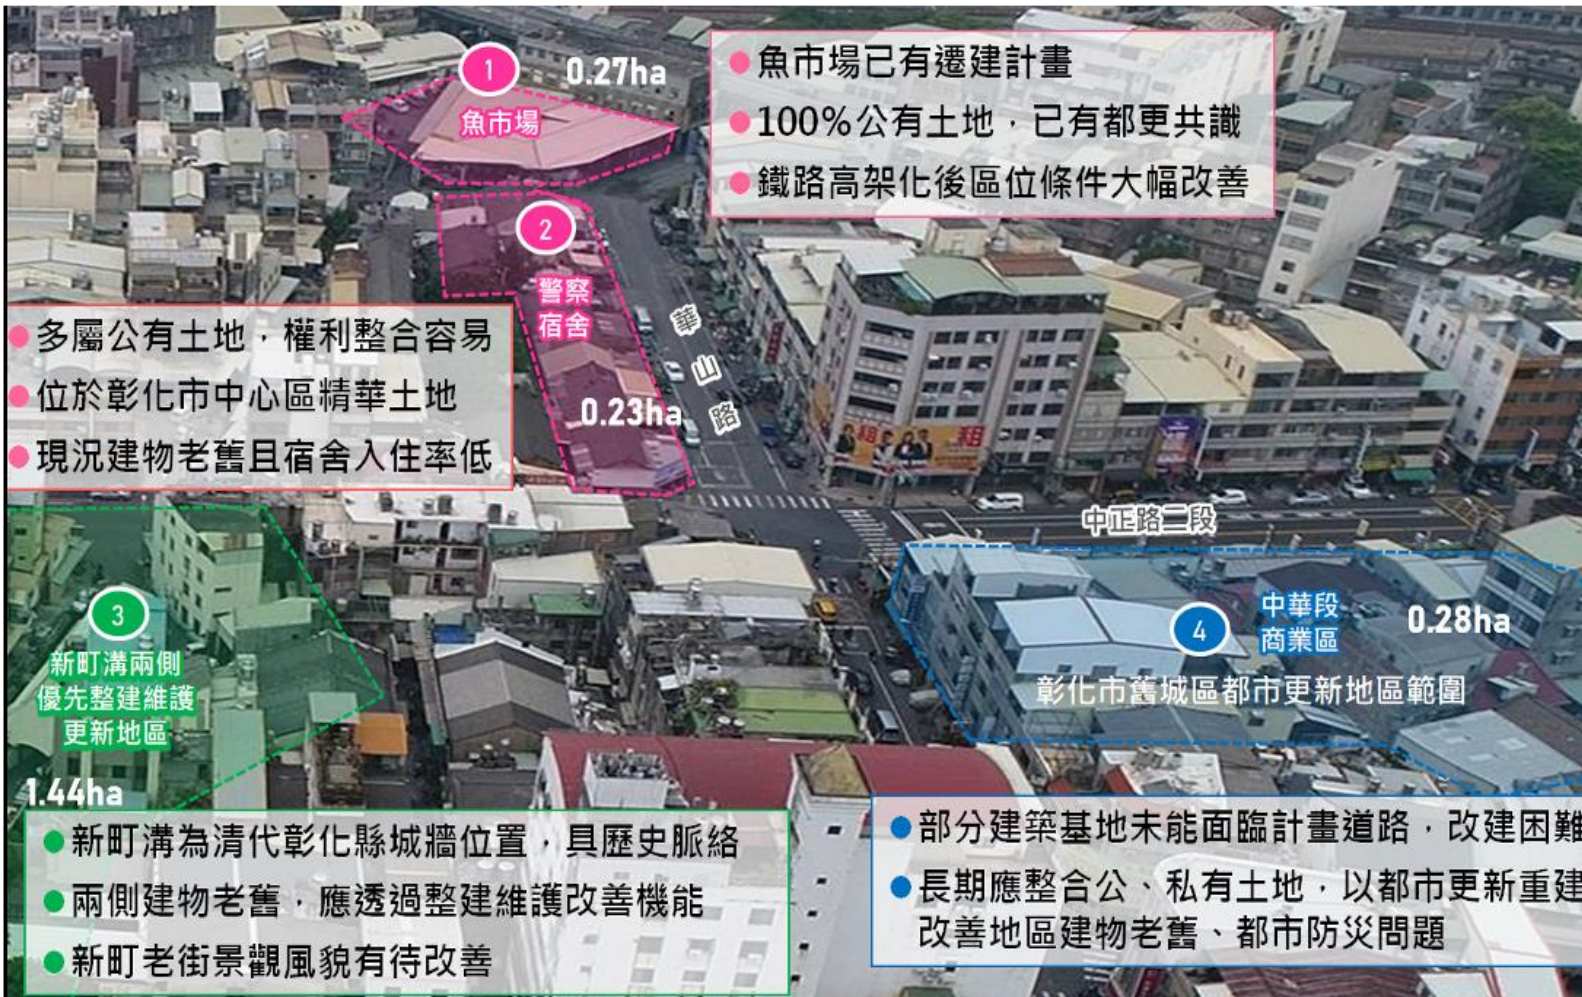 1
0.27ha
魚市場
魚市場已有遷建計畫
100%公有土地，已有都更共識
鐵路高架化後區位條件大幅改善
2
警察
宿舍
0.23ha
華
山
路
多屬公有土地，權利整合容易
位於彰化市中心區精華土地
現況建物老舊且宿舍入住率低
租
租
中正路二段
3
新町溝兩側
優先整建維護
更新地區
1.44ha
4
中華段
商業區
0.28ha
彰化市舊城區都市更新地區範圍
新町溝為清代彰化縣城牆位置，具歷史脈絡
兩側建物老舊，應透過整建維護改善機能
新町老街景觀風貌有待改善
部分建築基地未能面臨計畫道路，改建困難
長期應整合公、私有土地，以都市更新重建
改善地區建物老舊、都市防災問題